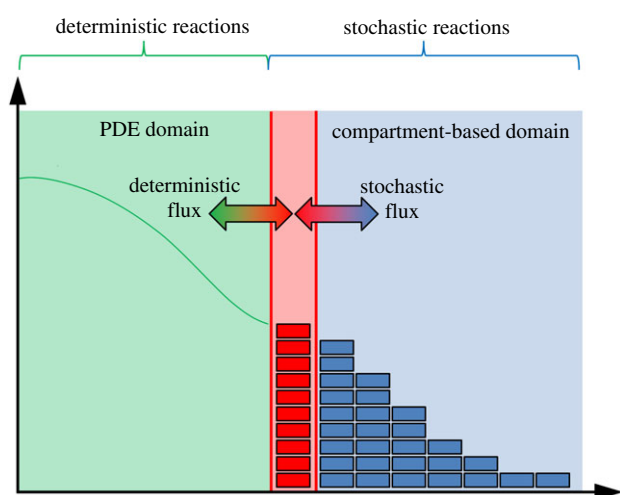 deterministic reactions
stochastic reactions
PDE domain
compartment-based domain
deterministic
flux
stochastic
flux